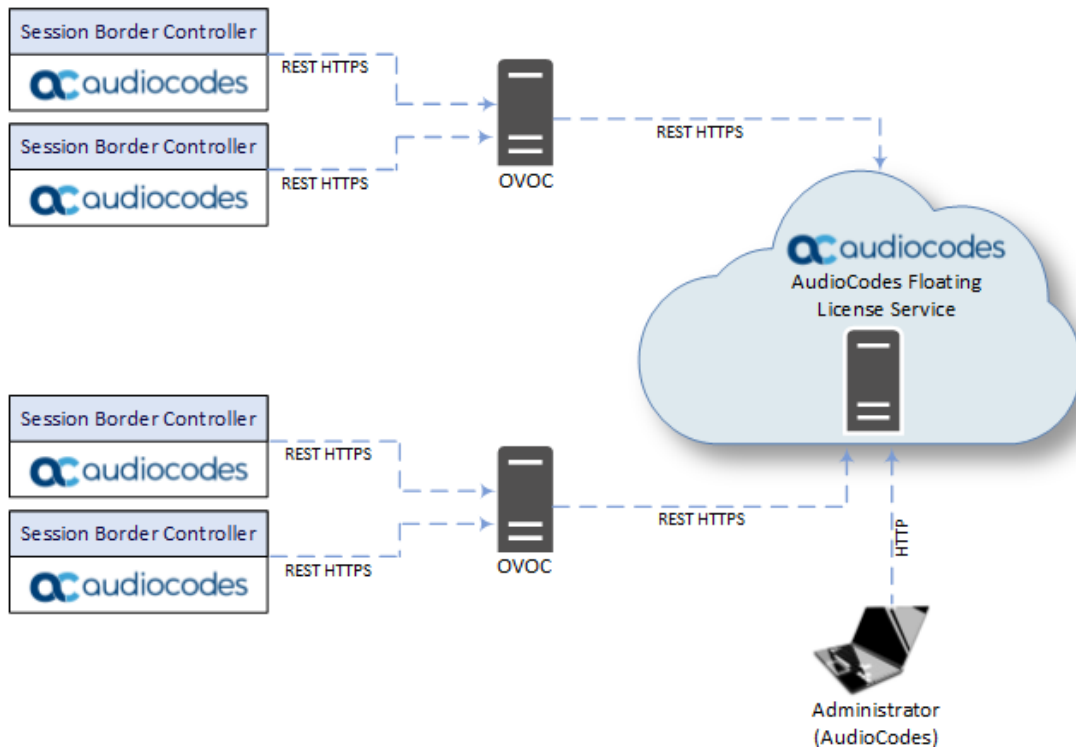 Session Border Controller
audiocodes
REST HTTPS
Session Border Controller
audiocodes
REST HTTPS
OVOC
REST HTTPS
audiocodes
AudioCodes Floating
License Service
Session Border Controller
audiocodes
REST HTTPS
Session Border Controller
audiocodes
REST HTTPS
OVOC
REST HTTPS
HTTP
Administrator
(AudioCodes)